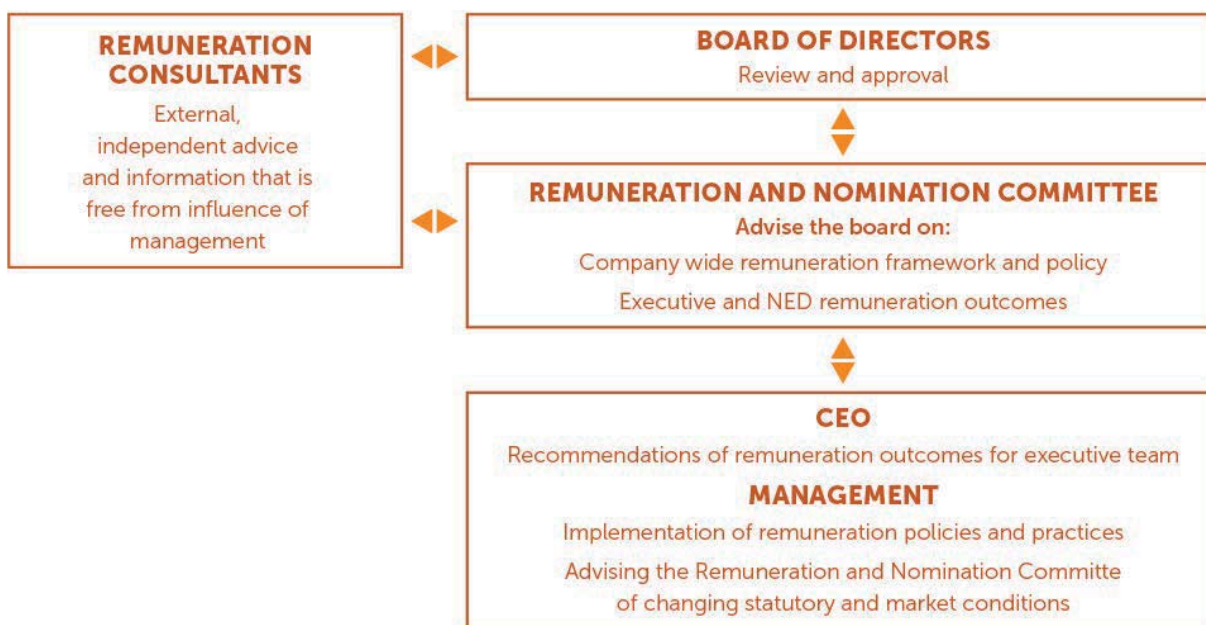 REMUNERATION
CONSULTANTS
External,
independent advice
and information that is
free from influence of
management
BOARD OF DIRECTORS
Review and approval
REMUNERATION AND NOMINATION COMMITTEE
Advise the board on:
Company wide remuneration framework and policy
Executive and NED remuneration outcomes
CEO
Recommendations of remuneration outcomes for executive team
MANAGEMENT
Implementation of remuneration policies and practices
Advising the Remuneration and Nomination Committe
of changing statutory and market conditions